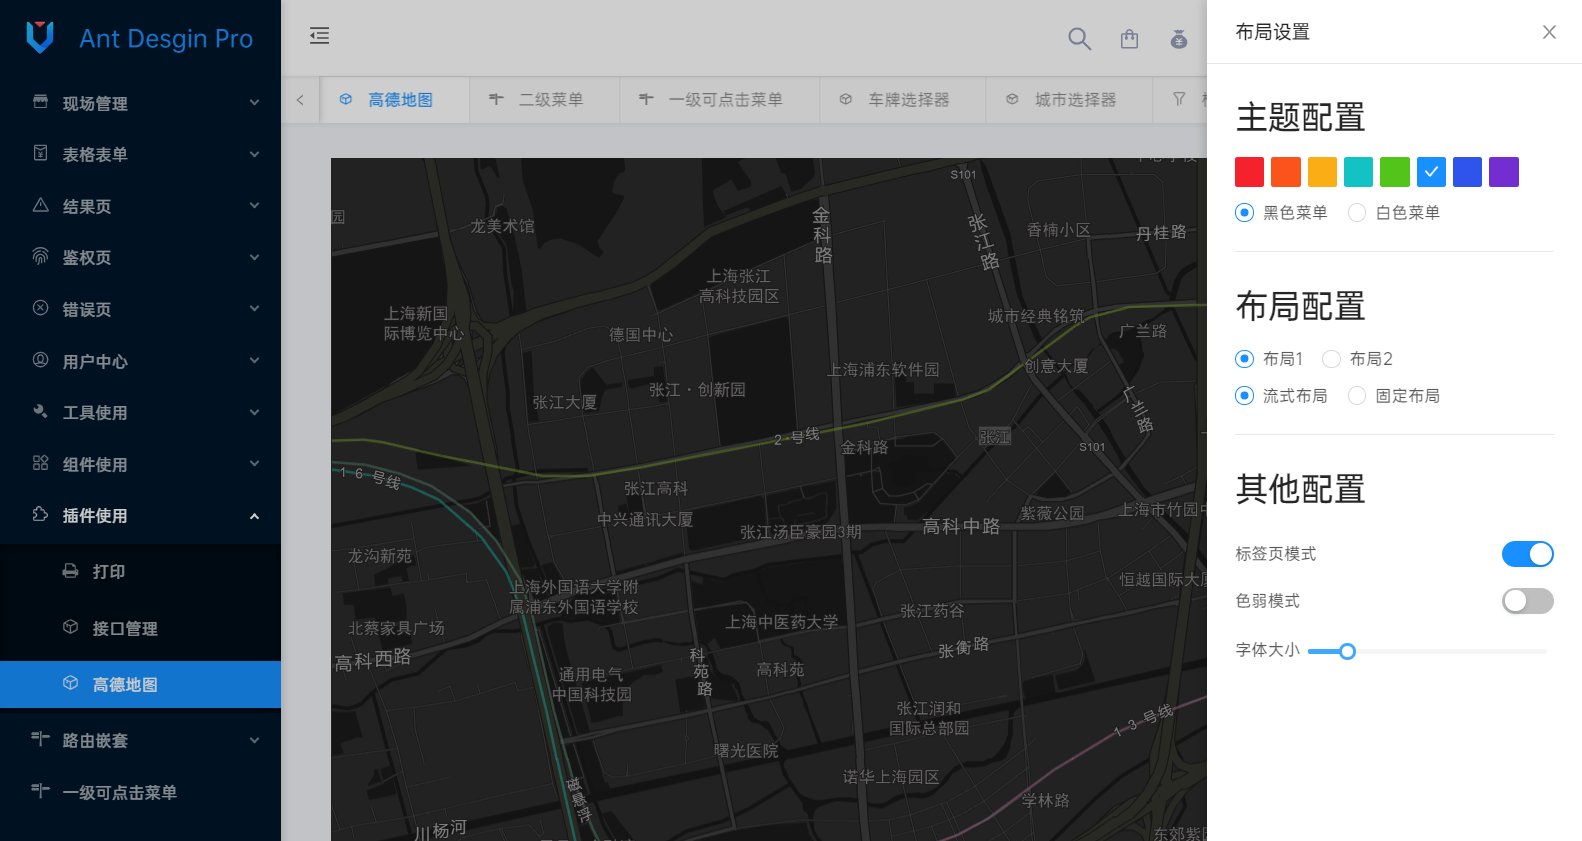 Ant Desgin Pro
现场管理
表格表单
结果页
鉴权页
错误页
用户中心
工具使用
组件使用
插件使用
打印
接口管理
高德地图
路由嵌套
一级可点击菜单
高德地图
二级菜单
一级可点击菜单
车牌选择器
城市选择器
S101
园
龙美术馆
金科路
张江路
香楠小区
丹桂路
上海张江
高科技园区
上海新国
际博览中心
德国中心
城市经典铭筑
广兰路
上海浦东软件园
创意大厦
张江·创新园
张江大厦
广兰路
2号线
张江
金科路
S101
16号线
张江高科
中兴通讯大厦
张江汤臣豪园3期
高科中路
紫薇公园
上海市竹园中
龙沟新苑
上海外国语大学附
属浦东外国语学校
恒越国际大厦
北蔡家具广场
上海中医药大学
张江药谷
高科西路
科苑路
张衡路
通用电气
中国科技园
高科苑
张江润和
国际总部园
13号线
曙光医院
诺华上海园区
磁悬浮
学林路
川杨河
东郊紫园
布局设置
主题配置
黑色菜单
白色菜单
布局配置
布局1
布局2
流式布局
固定布局
其他配置
标签页模式
色弱模式
字体大小